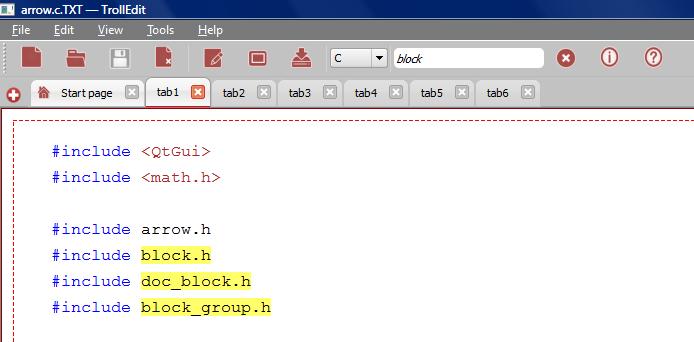 arrow.c.TXT — TrollEdit
File Edit View Tools Help
C block
Start page tab1 tab2 tab3 tab4 tab5 tab6
#include <QtGui>
#include <math.h>
#include arrow.h
#include block.h
#include doc_block.h
#include block_group.h